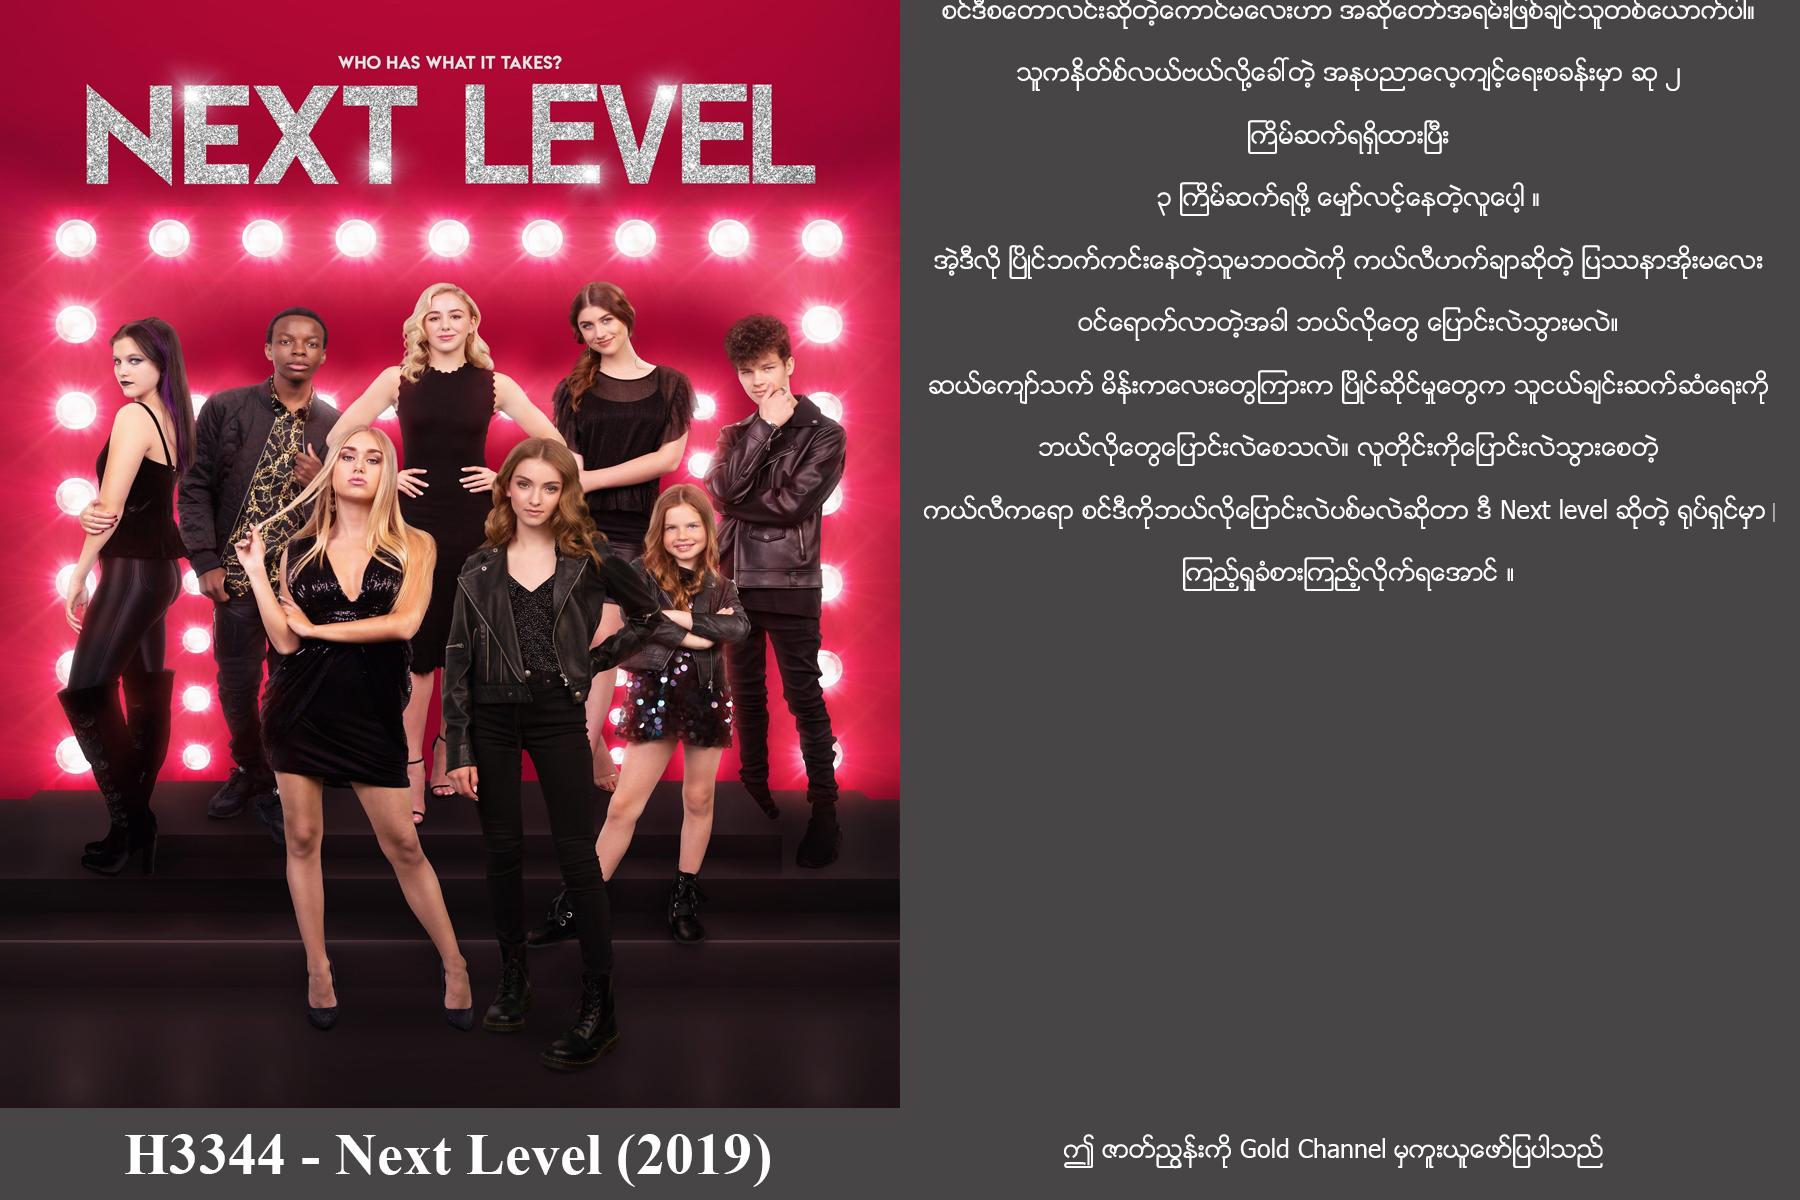 WHO HAS WHAT IT TAKES?
NEXT LEVEL
စင်ဒီစတောလင်းဆိုတဲ့ကောင်မလေးဟာ အဆိုတော်အရမ်းဖြစ်ချင်သူတစ်ယောက်ပါ။
သူကနိတ်စ်လယ်ဗယ်လို့ခေါ်တဲ့ အနုပညာလေ့ကျင့်ရေးစခန်းမှာ ဆု ၂
ကြိမ်ဆက်ရရှိထားပြီး
၃ ကြိမ်ဆက်ရဖို့ မျှော်လင့်နေတဲ့လူပေါ့ ။
အဲ့ဒီလို ပြိုင်ဘက်ကင်းနေတဲ့သူမဘဝထဲကို ကယ်လီဟက်ချာဆိုတဲ့ ပြဿနာအိုးမလေး
ဝင်ရောက်လာတဲ့အခါ ဘယ်လိုတွေ ပြောင်းလဲသွားမလဲ။
ဆယ်ကျော်သက် မိန်းကလေးတွေကြားက ပြိုင်ဆိုင်မှုတွေက သူငယ်ချင်းဆက်ဆံရေးကို
ဘယ်လိုတွေပြောင်းလဲစေသလဲ။ လူတိုင်းကိုပြောင်းလဲသွားစေတဲ့
ကယ်လီကရော စင်ဒီကိုဘယ်လိုပြောင်းလဲပစ်မလဲဆိုတာ ဒီ Next level ဆိုတဲ့ ရုပ်ရှင်မှာ
ကြည့်ရှုခံစားကြည့်လိုက်ရအောင် ။
H3344 - Next Level (2019)
ဤ ဇာတ်ညွှန်းကို Gold Channel မှကူးယူဖော်ပြပါသည်